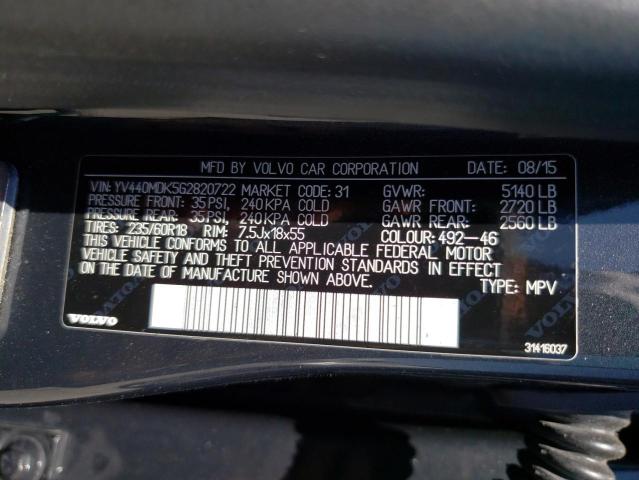 MFD BY VOLVO CAR CORPORATION DATE: 08/15
VIN: YV440MDK5G2820722 MARKET CODE: 31 GVWR: 5140 LB
PRESSURE FRONT: 35 PSI, 240 KPA COLD GAWR FRONT: 2720 LB
PRESSURE REAR: 35 PSI, 240 KPA COLD GAWR REAR: 2560 LB
TIRES: 235/60R18 RIM: 7.5Jx18x55 COLOUR: 492-46
THIS VEHICLE CONFORMS TO ALL APPLICABLE FEDERAL MOTOR
VEHICLE SAFETY AND THEFT PREVENTION STANDARDS IN EFFECT
ON THE DATE OF MANUFACTURE SHOWN ABOVE. TYPE: MPV
VOLVO 31416037